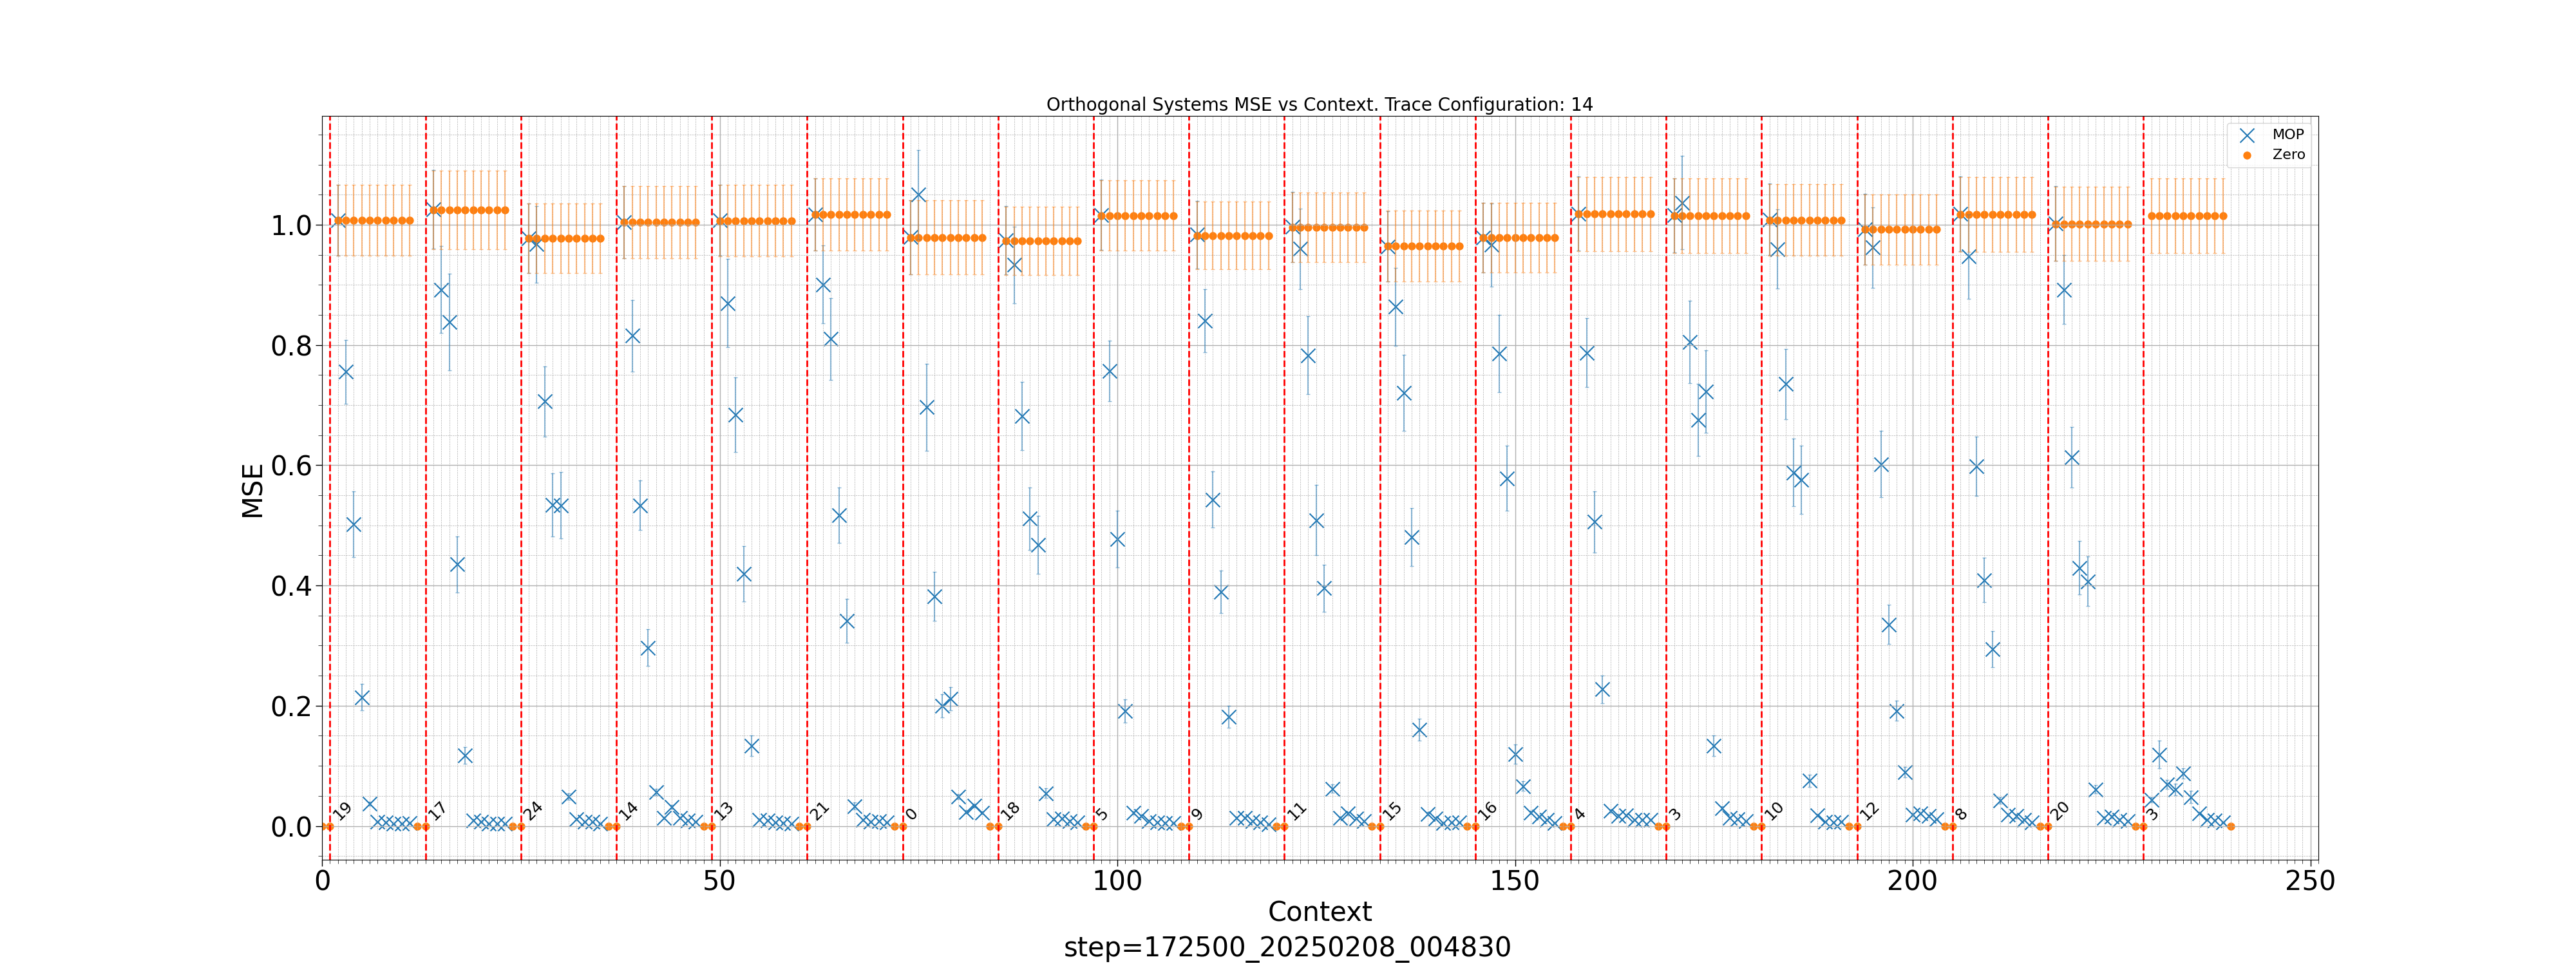 Orthogonal Systems MSE vs Context. Trace Configuration: 14
MOP
Zero
MSE
1.0
0.8
0.6
0.4
0.2
0.0
19 17 24 14 13 21 0 18 5 9 11 15 16 4 3 10 12 8 20 3
0 50 100 150 200 250
Context
step=172500_20250208_004830